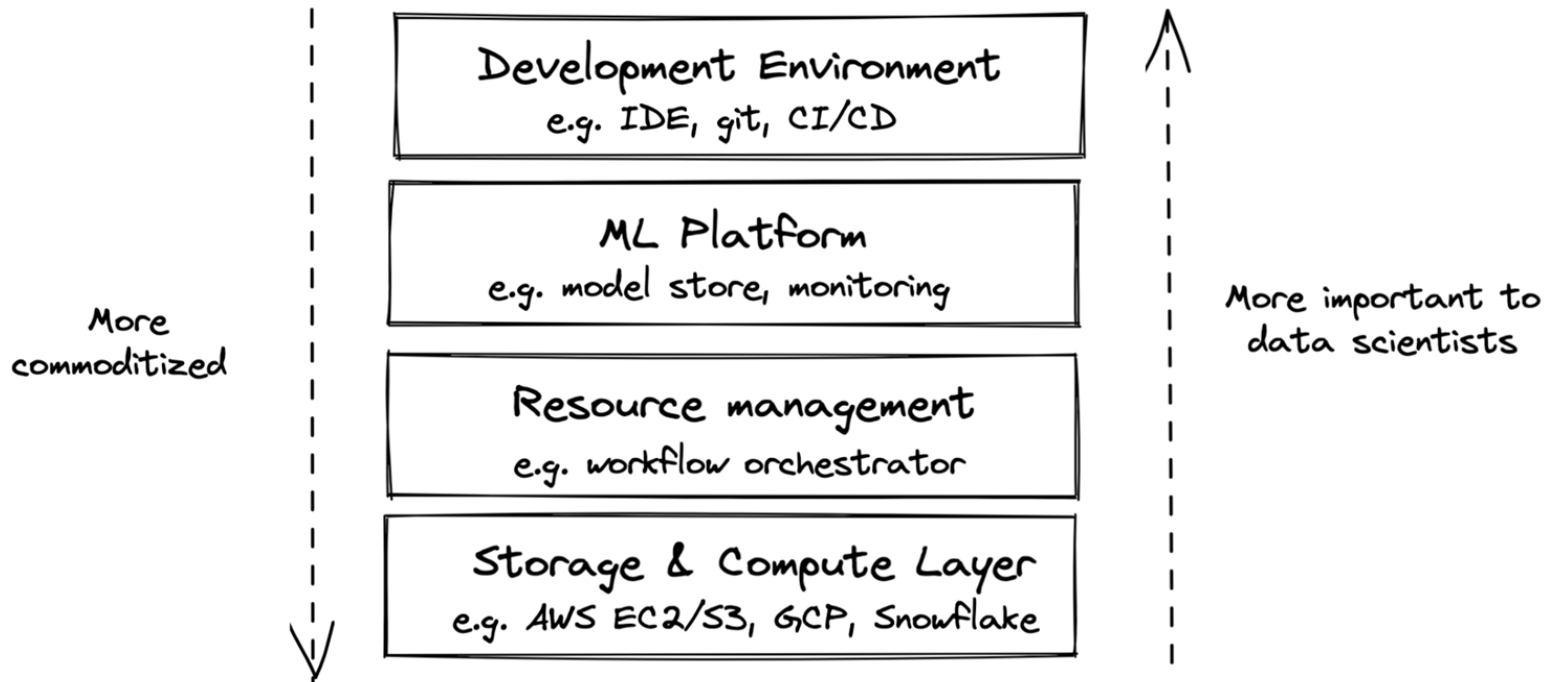 Development Environment
e.g. IDE, git, CI/CD
ML Platform
e.g. model store, monitoring
More
commoditized
More important to
data scientists
Resource management
e.g. workflow orchestrator
Storage & Compute Layer
e.g. AWS EC2/S3, GCP, Snowflake